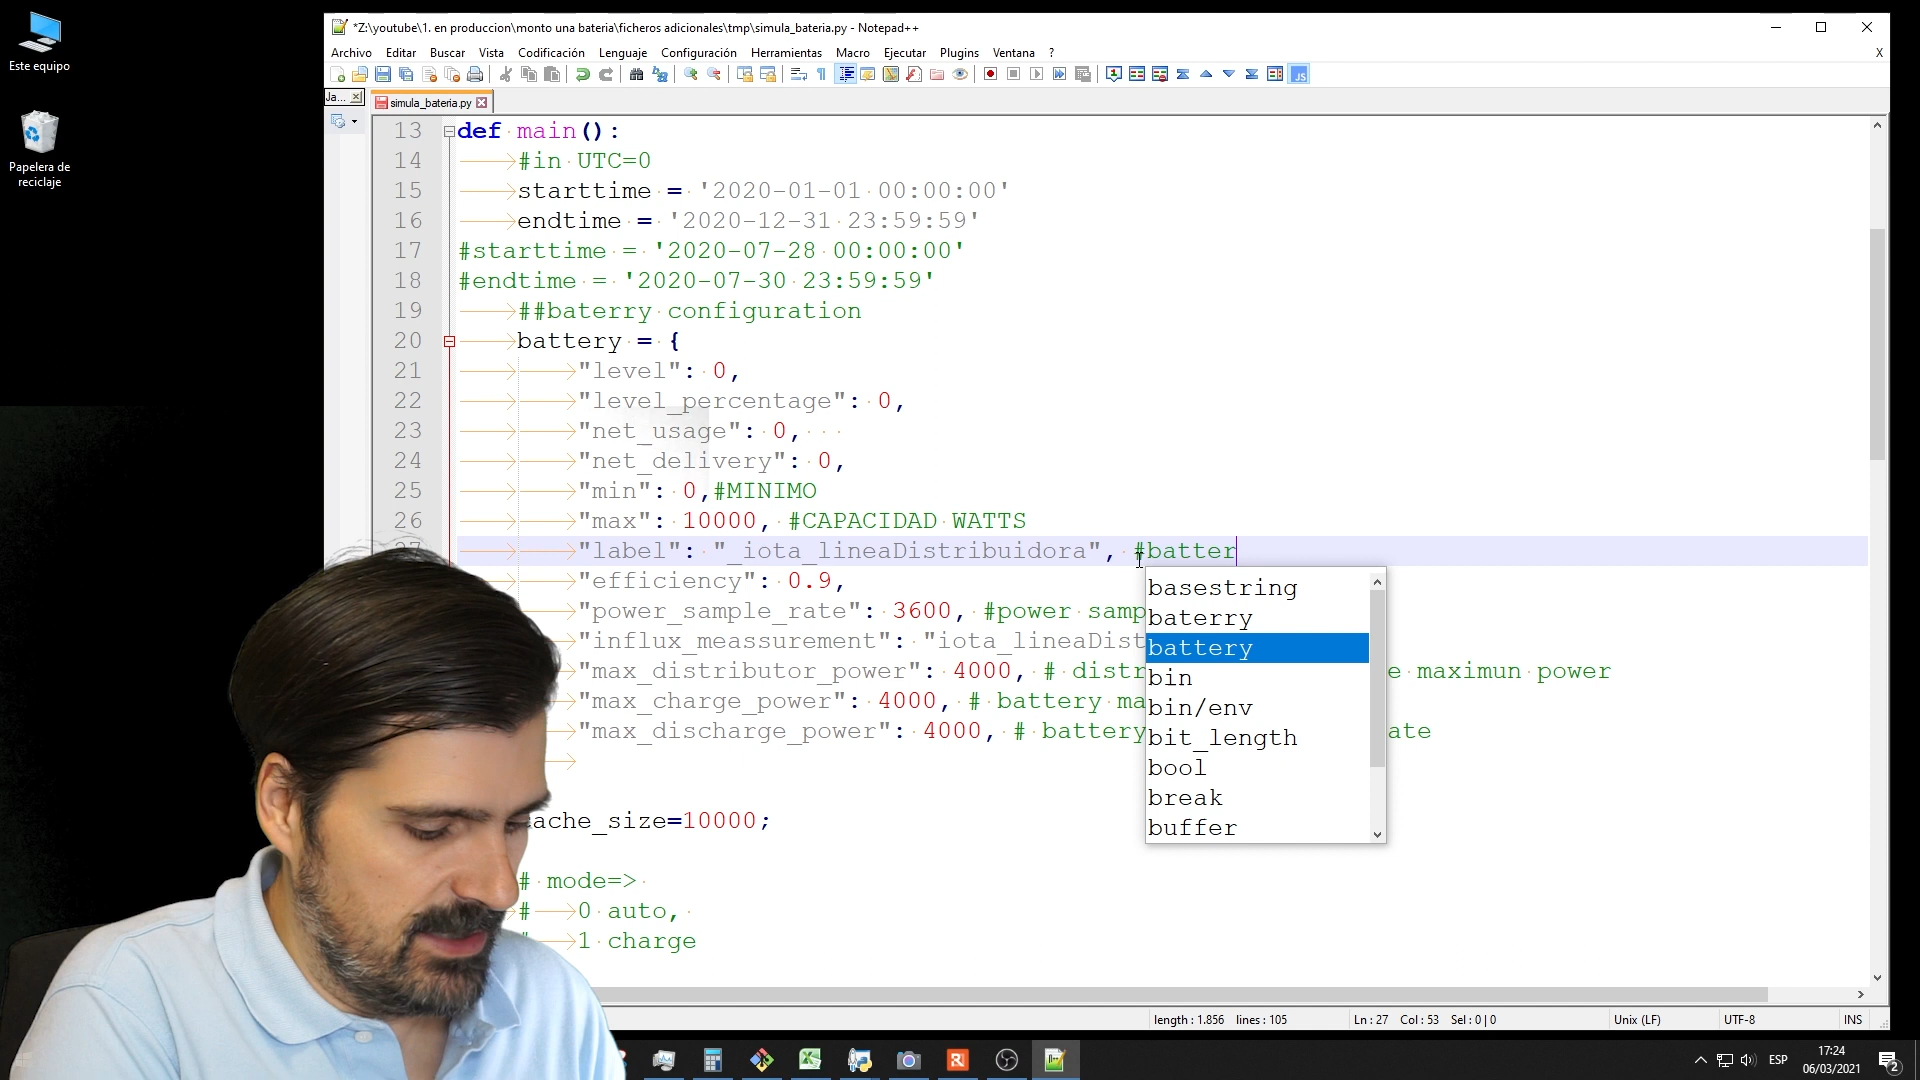 Este equipo
Papelera de
reciclaje
*Z:\youtube\1. en produccion\monto una bateria\ficheros adicionales\tmp\simula_bateria.py - Notepad++
Archivo Editar Buscar Vista Codificación Lenguaje Configuración Herramientas Macro Ejecutar Plugins Ventana ? X
Ja...
simula_bateria.py
13 def main():
14 #in UTC=0
15 starttime = '2020-01-01 00:00:00'
16 endtime = '2020-12-31 23:59:59'
17 #starttime = '2020-07-28 00:00:00'
18 #endtime = '2020-07-30 23:59:59'
19 ##baterry configuration
20 battery = {
21 "level": 0,
22 "level_percentage": 0,
23 "net_usage": 0,
24 "net_delivery": 0,
25 "min": 0,#MINIMO
26 "max": 10000, #CAPACIDAD WATTS
27 "label": "_iota_lineaDistribuidora", #batter
"efficiency": 0.9,
"power_sample_rate": 3600, #power samp
"influx_meassurement": "iota_lineaDist
"max_distributor_power": 4000, # distr e maximun power
"max_charge_power": 4000, # battery ma
"max_discharge_power": 4000, # battery ate
basestring
baterry
battery
bin
bin/env
bit_length
bool
break
buffer
cache_size=10000;
# mode=>
# 0 auto,
1 charge
length : 1.856 lines : 105 Ln : 27 Col : 53 Sel : 0 | 0 Unix (LF) UTF-8 INS
ESP
17:24
06/03/2021
2